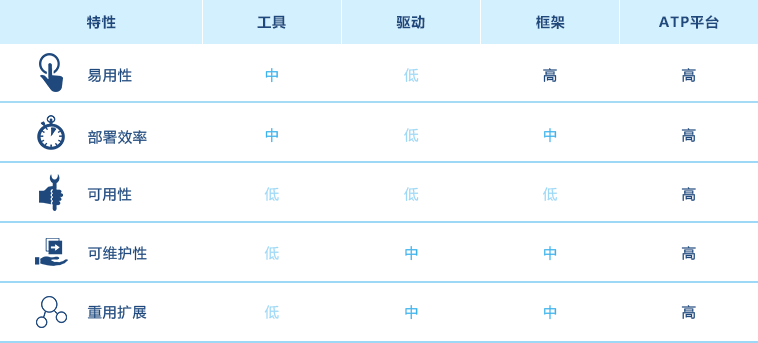 特性 工具 驱动 框架 ATP平台
易用性 中 低 高 高
部署效率 中 低 中 高
可用性 低 低 低 高
可维护性 低 中 中 高
重用扩展 低 中 中 高